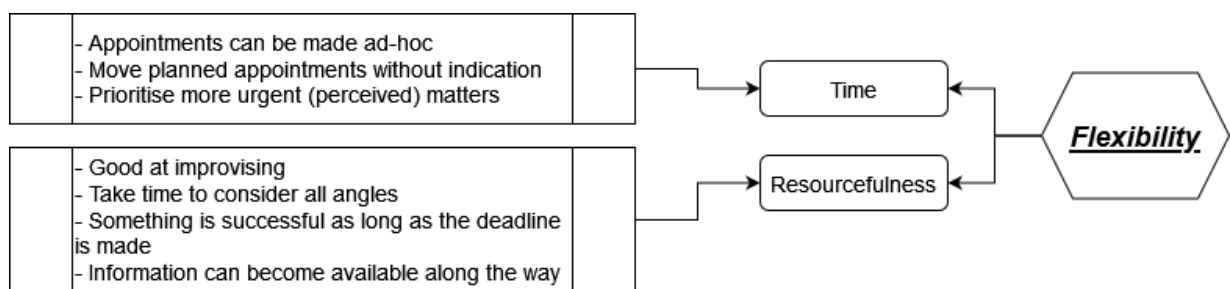 - Appointments can be made ad-hoc
- Move planned appointments without indication
- Prioritise more urgent (perceived) matters
Time
Flexibility
- Good at improvising
- Take time to consider all angles
- Something is successful as long as the deadline
is made
- Information can become available along the way
Resourcefulness